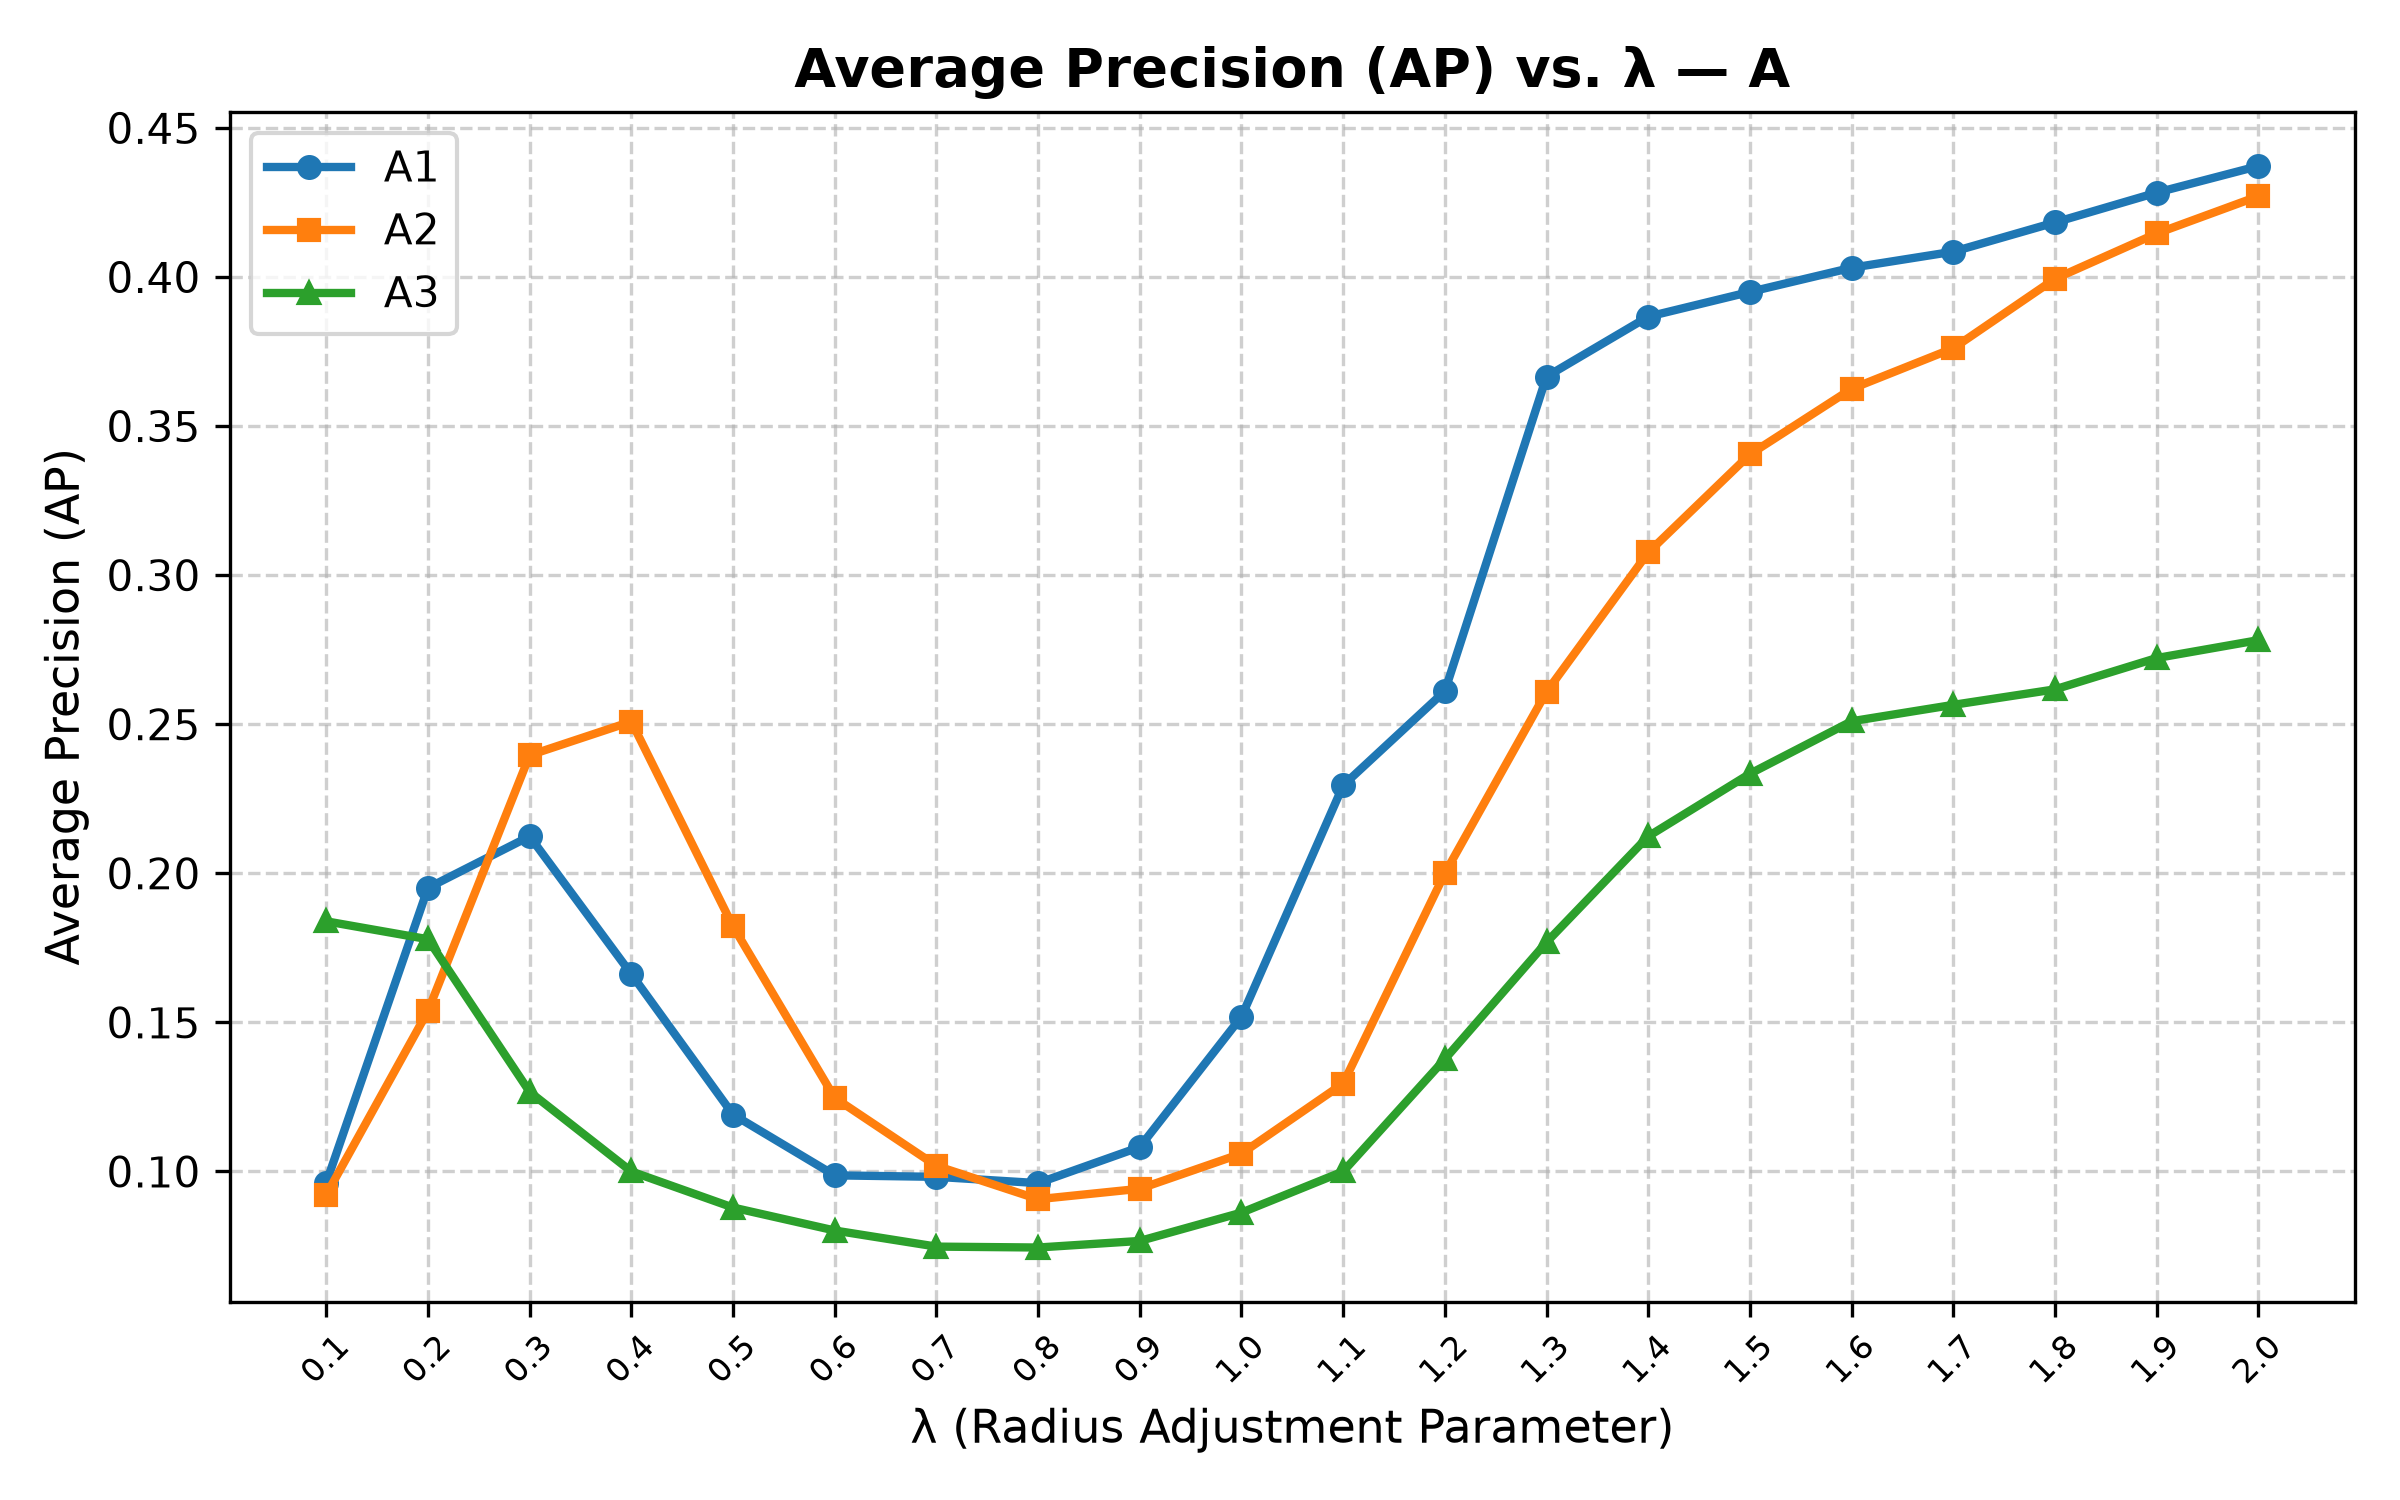 Average Precision (AP) vs. λ — A
A1
A2
A3
Average Precision (AP)
0.45
0.40
0.35
0.30
0.25
0.20
0.15
0.10
0.1 0.2 0.3 0.4 0.5 0.6 0.7 0.8 0.9 1.0 1.1 1.2 1.3 1.4 1.5 1.6 1.7 1.8 1.9 2.0
λ (Radius Adjustment Parameter)